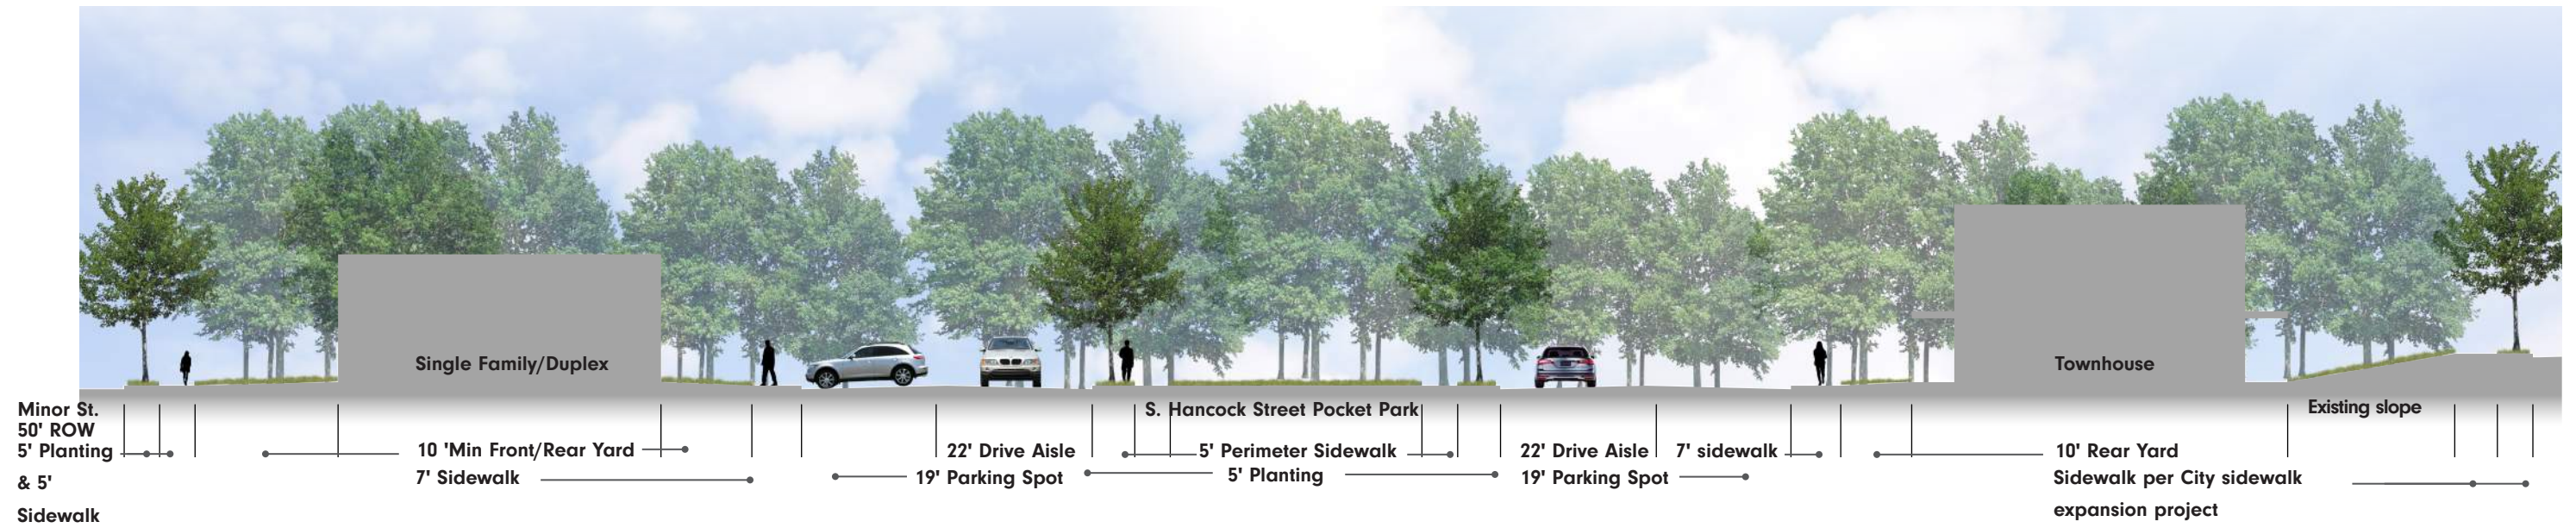 Single Family/Duplex
Townhouse
Minor St.
50' ROW
5' Planting
& 5'
Sidewalk
10 'Min Front/Rear Yard
7' Sidewalk
22' Drive Aisle
19' Parking Spot
S. Hancock Street Pocket Park
5' Perimeter Sidewalk
5' Planting
22' Drive Aisle
19' Parking Spot
7' sidewalk
Existing slope
10' Rear Yard
Sidewalk per City sidewalk
expansion project